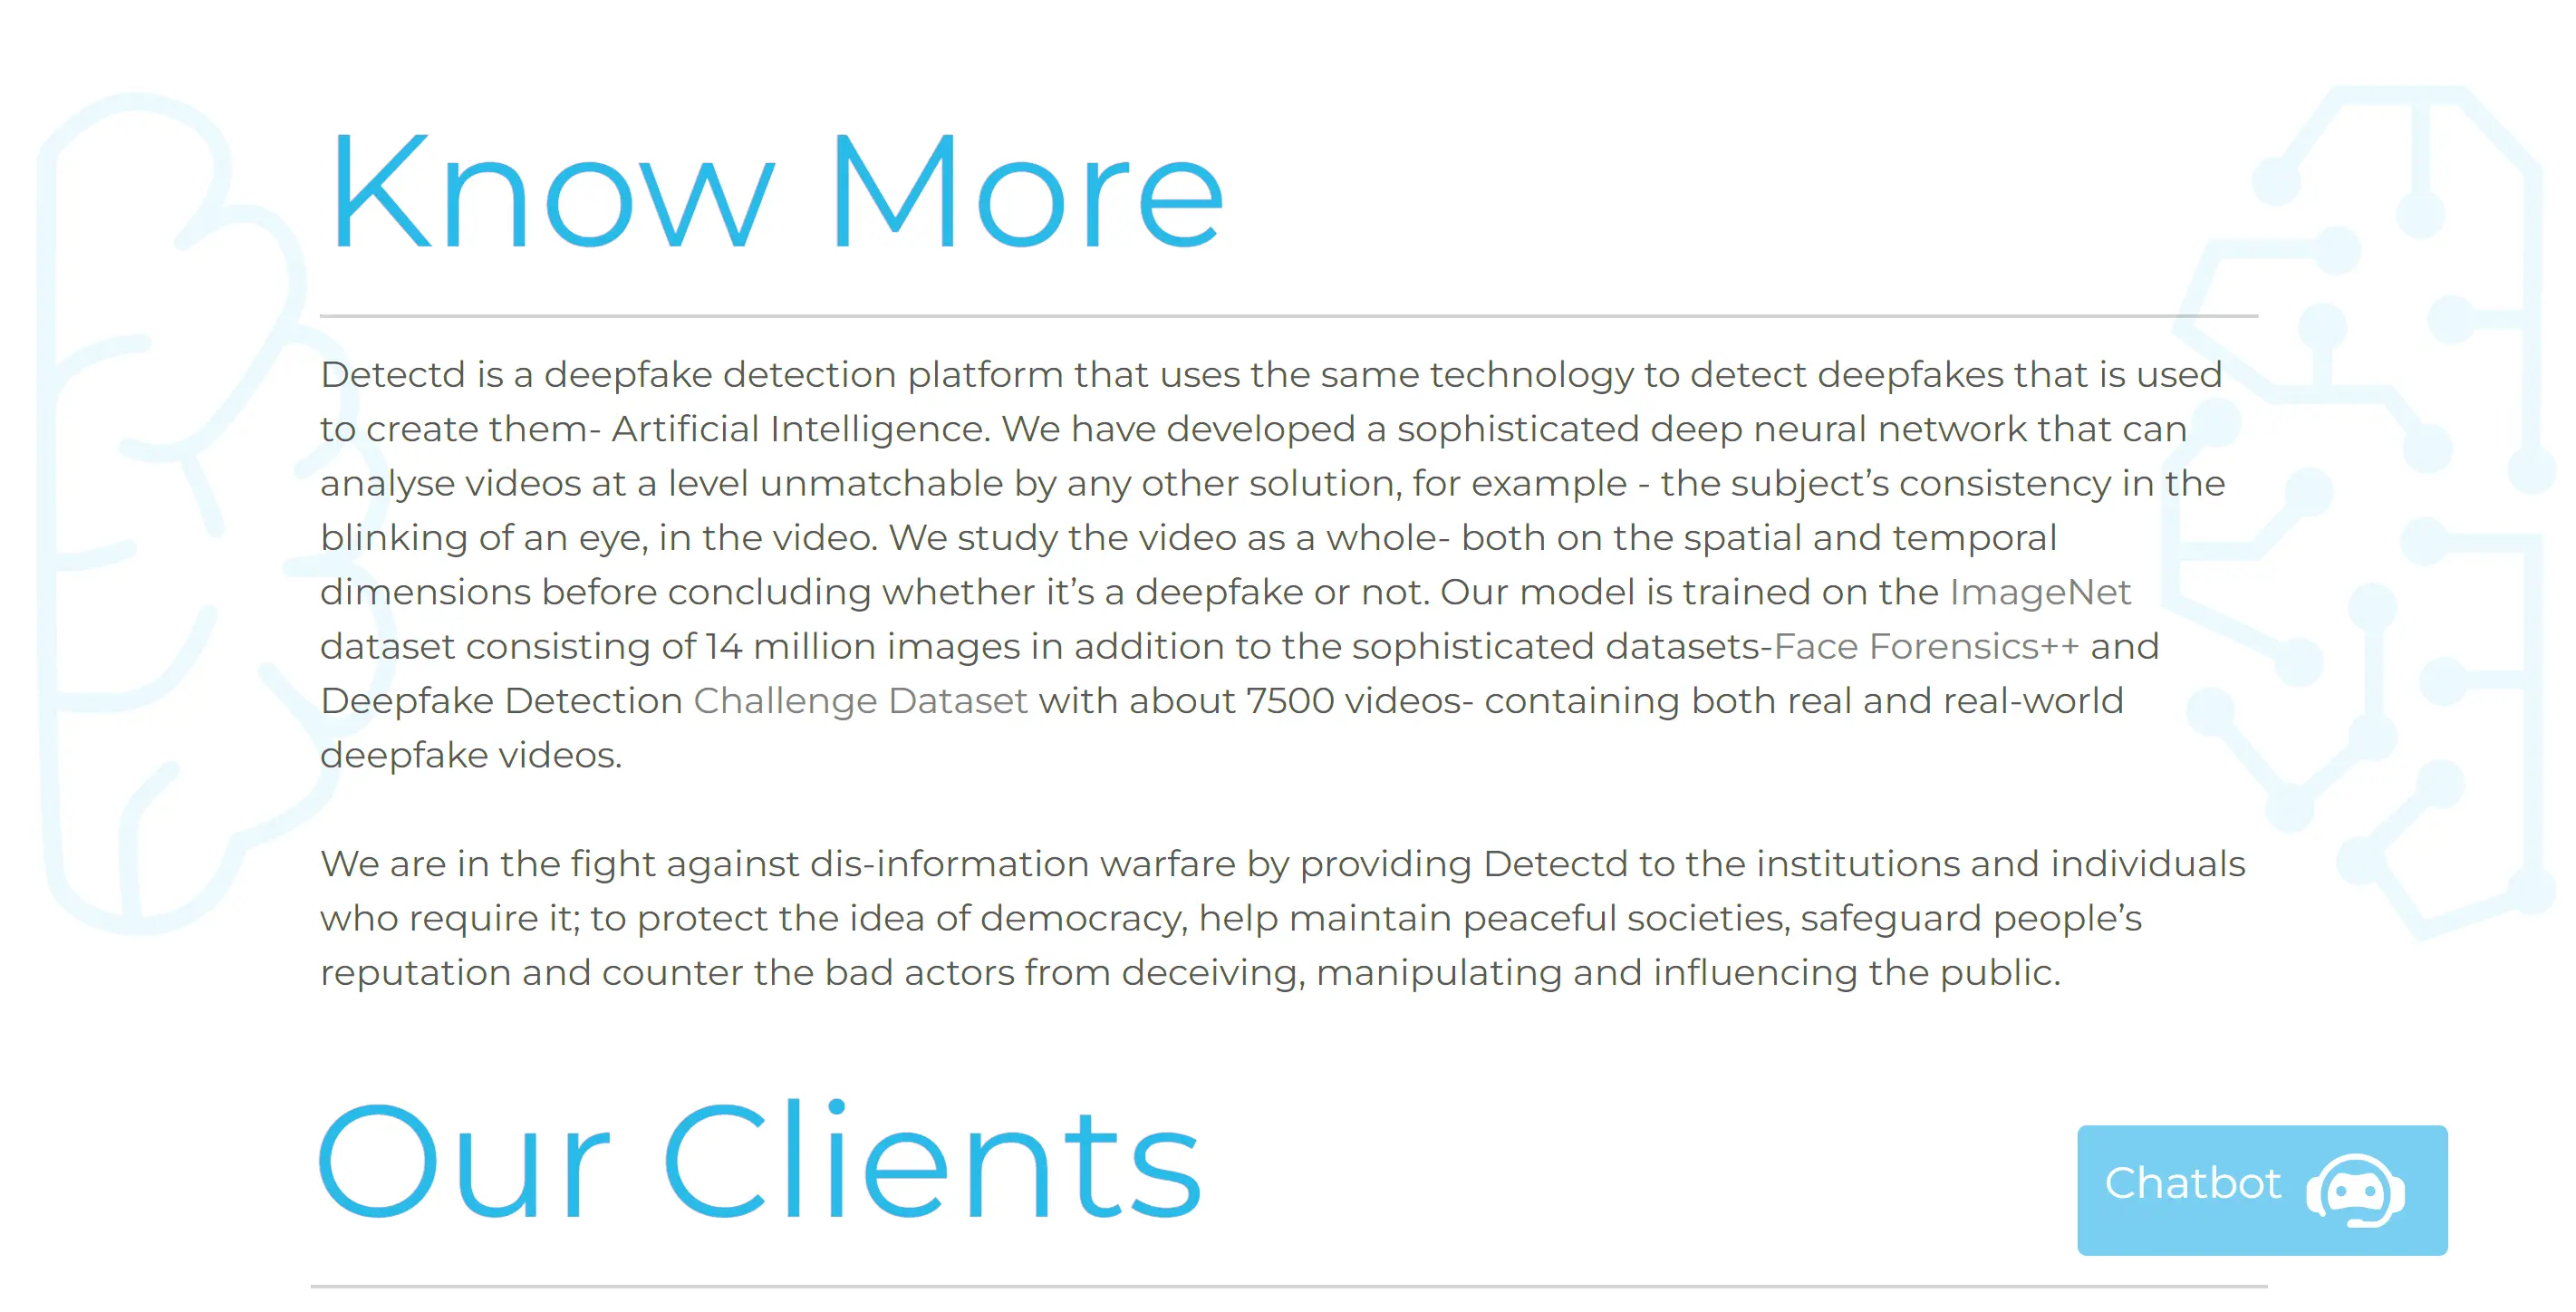 Know More
Detectd is a deepfake detection platform that uses the same technology to detect deepfakes that is used
to create them- Artificial Intelligence. We have developed a sophisticated deep neural network that can
analyse videos at a level unmatchable by any other solution, for example - the subject’s consistency in the
blinking of an eye, in the video. We study the video as a whole- both on the spatial and temporal
dimensions before concluding whether it’s a deepfake or not. Our model is trained on the ImageNet
dataset consisting of 14 million images in addition to the sophisticated datasets-Face Forensics++ and
Deepfake Detection Challenge Dataset with about 7500 videos- containing both real and real-world
deepfake videos.
We are in the fight against dis-information warfare by providing Detectd to the institutions and individuals
who require it; to protect the idea of democracy, help maintain peaceful societies, safeguard people’s
reputation and counter the bad actors from deceiving, manipulating and influencing the public.
Our Clients
Chatbot